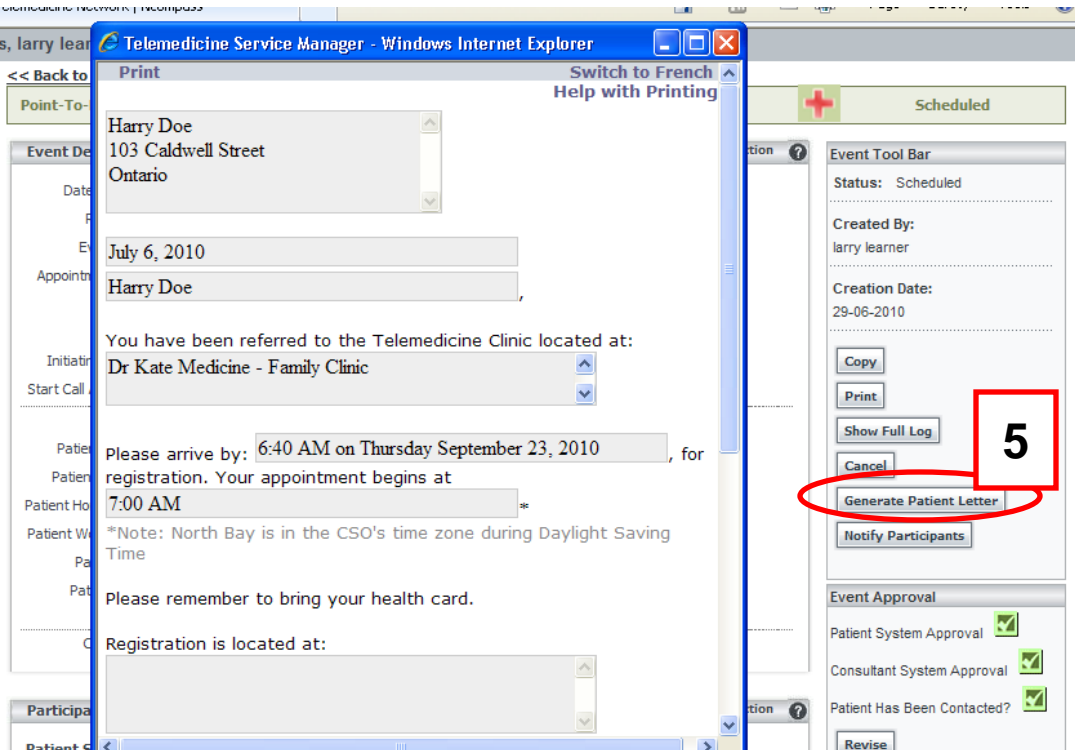 s, larry lear
Telemedicine Service Manager - Windows Internet Explorer
<< Back to
Print
Switch to French
Help with Printing
Point-To-
Scheduled
Harry Doe
103 Caldwell Street
Ontario
Event De
ction
Event Tool Bar
Date
Status: Scheduled
Created By:
larry learner
Ev
July 6, 2010
Appointm
Harry Doe
,
Creation Date:
29-06-2010
You have been referred to the Telemedicine Clinic located at:
Initiatin
Dr Kate Medicine - Family Clinic
Start Call
Copy
Print
Show Full Log
5
Patien
Please arrive by: 6:40 AM on Thursday September 23, 2010 , for
registration. Your appointment begins at
Cancel
Patien
Patient Ho
7:00 AM *
Generate Patient Letter
Patient Wo
*Note: North Bay is in the CSO's time zone during Daylight Saving
Time
Notify Participants
Pa
Pat
Please remember to bring your health card.
Event Approval
Patient System Approval
Registration is located at:
Consultant System Approval
Participa
ction
Patient Has Been Contacted?
Patient S
Revise